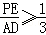 PE/AD ⩾ 1/3